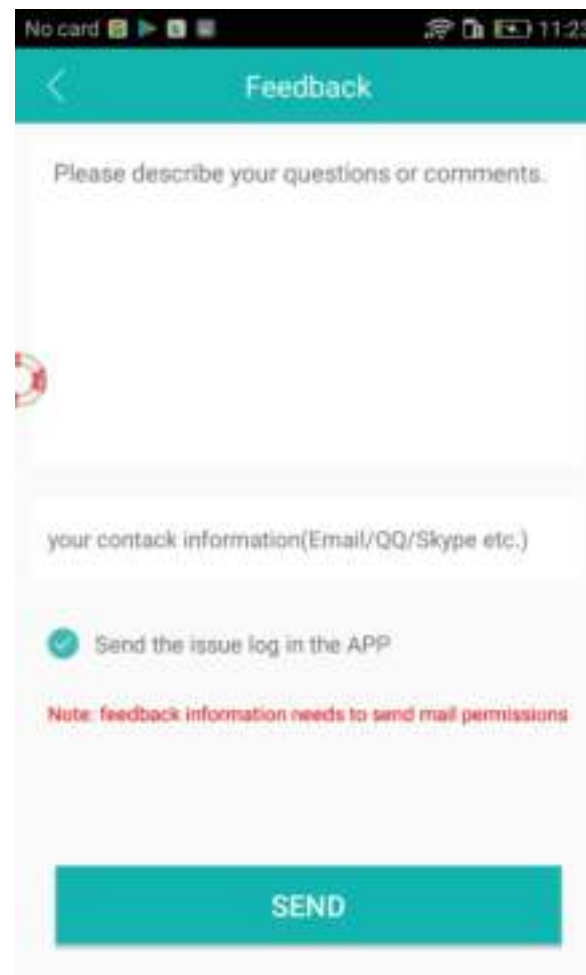 No card 11:23
Feedback
Please describe your questions or comments.
your contack information(Email/QQ/Skype etc.)
Send the issue log in the APP
Note: feedback information needs to send mail permissions
SEND